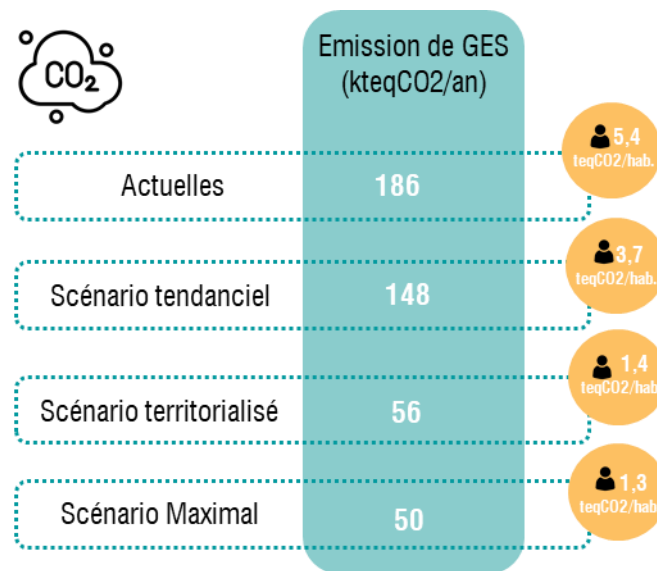 CO₂
Emission de GES
(kteqCO2/an)
5,4
teqCO2/hab.
Actuelles
186
3,7
teqCO2/hab.
Scénario tendanciel
148
1,4
teqCO2/hab
Scénario territorialisé
56
1,3
teqCO2/hab
Scénario Maximal
50